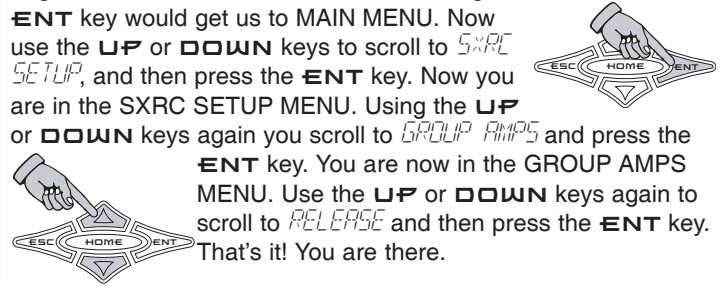 ENT key would get us to MAIN MENU. Now
use the UP or DOWN keys to scroll to SXRC
SETUP, and then press the ENT key. Now you
are in the SXRC SETUP MENU. Using the UP
or DOWN keys again you scroll to GROUP AMPS and press the
ENT key. You are now in the GROUP AMPS
MENU. Use the UP or DOWN keys again to
scroll to RELEASE and then press the ENT key.
That's it! You are there.
ESC HOME ENT
ESC HOME ENT